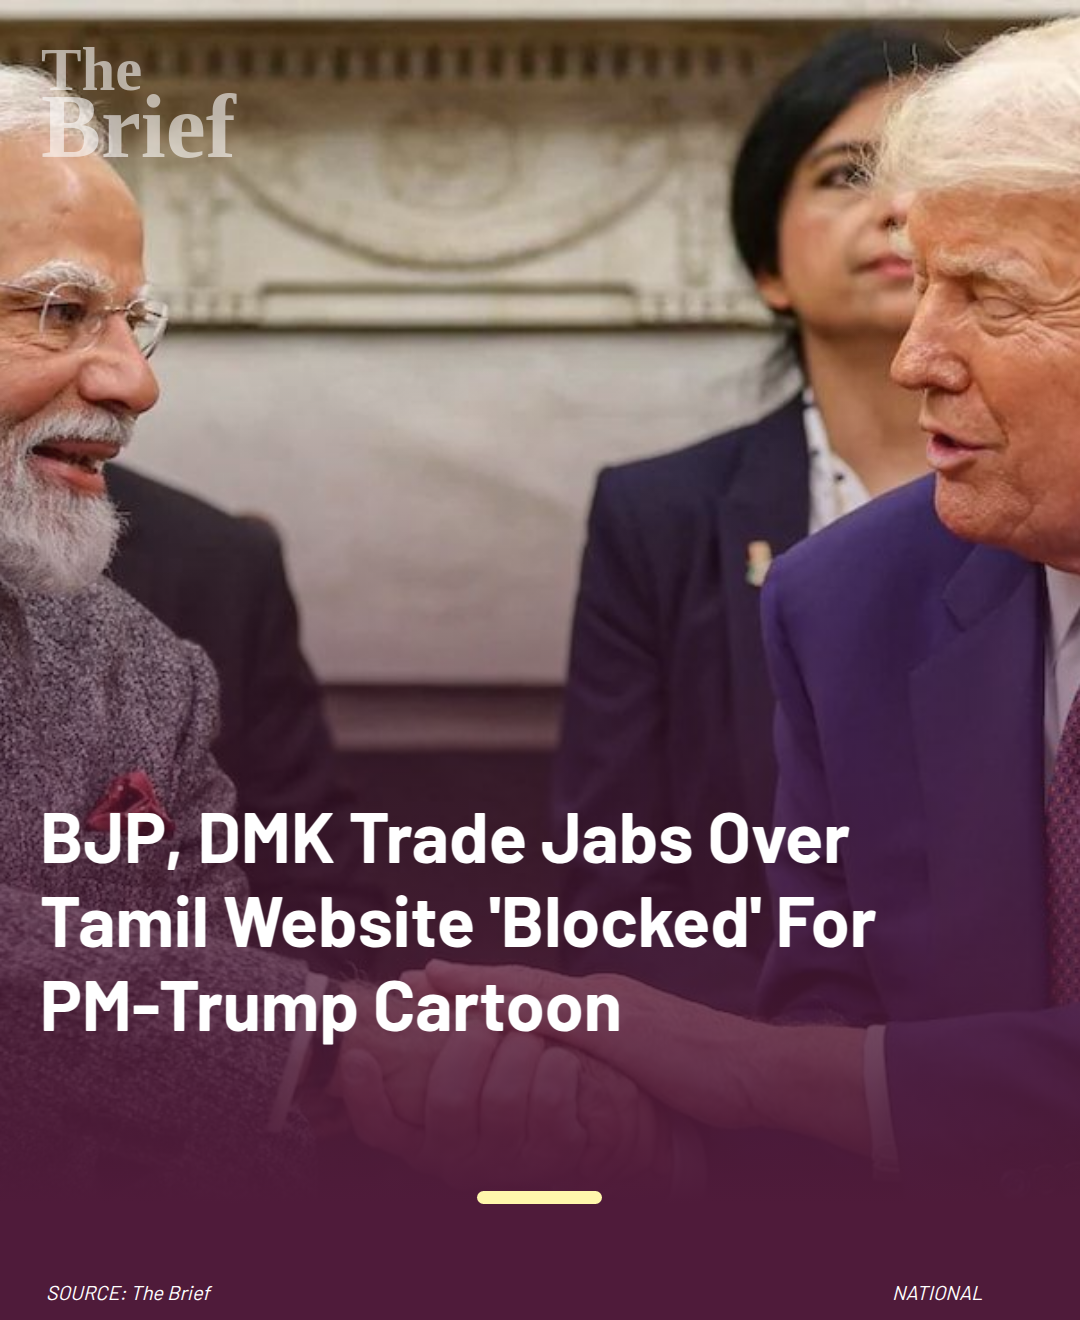 The
Brief
BJP, DMK Trade Jabs Over
Tamil Website 'Blocked' For
PM-Trump Cartoon
SOURCE: The Brief
NATIONAL